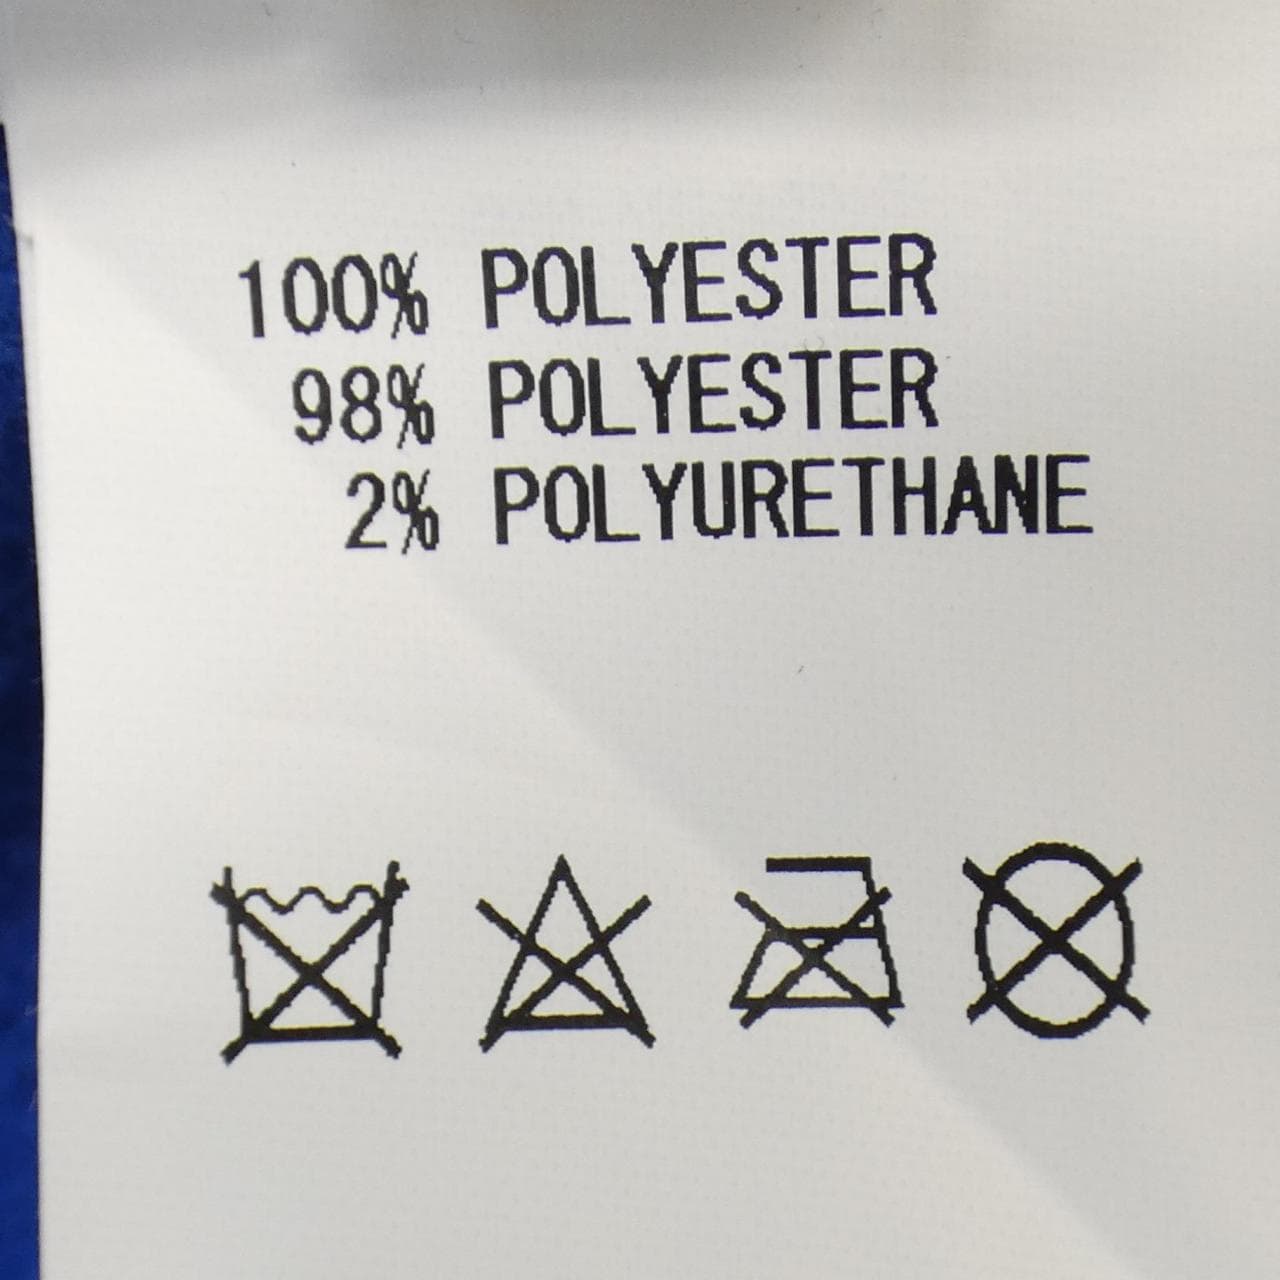 100% POLYESTER
98% POLYESTER
2% POLYURETHANE